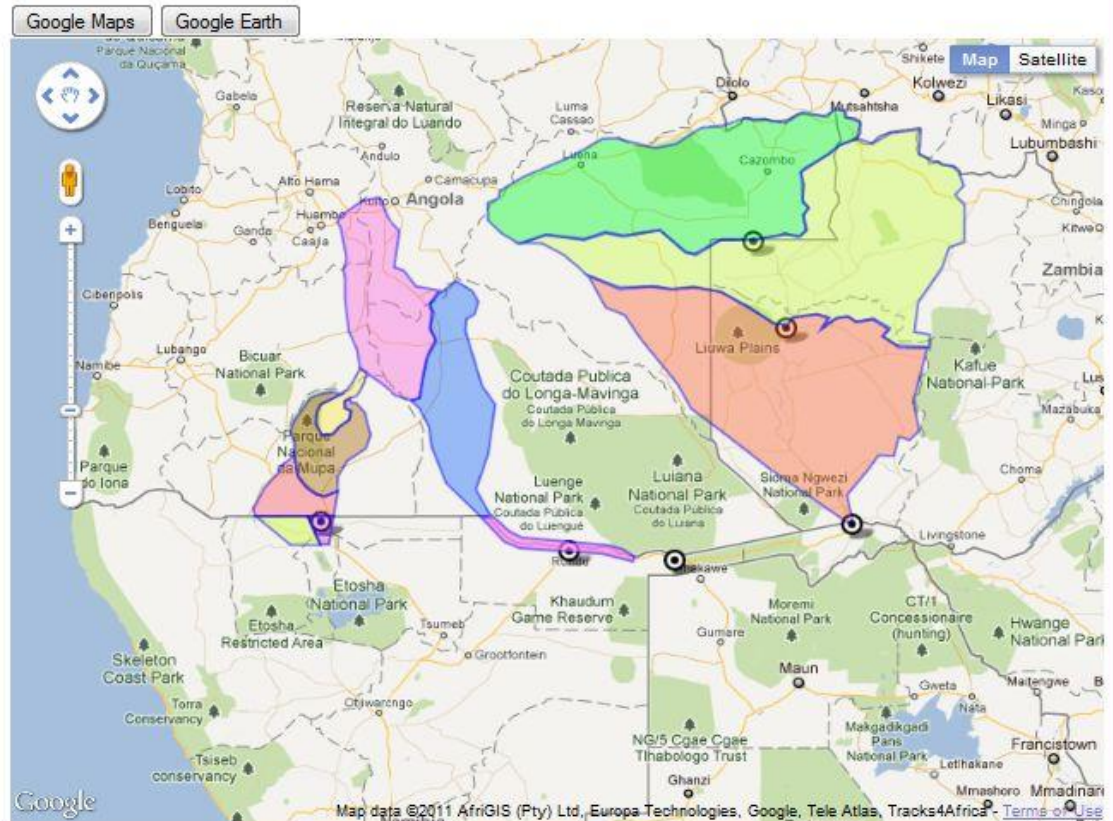 Google Maps
Google Earth
Parque Nacional
da Quiçama
Gabela
Reserva Natural
Integral do Luando
Luma
Cassao
Dilolo
Shikete
Map
Satellite
Kolwezi
Mutsahtsha
Likasi
Minga
Lubumbashi
Andulo
Luena
Cazombo
Lobito
Alto Hama
Camacupa
Angola
Benguela
Huambo
Ganda
Caala
Chingola
Kitwe
Zambia
Namibe
Lubango
Bicuar
National Park
Liuwa Plains
Kafue
National Park
Coutada Publica
do Longa-Mavinga
Coutada Pública
do Longa Mavinga
Mazabuka
Parque
Nacional
da Mupa
Parque
do Iona
Luenge
National Park
Coutada Pública
do Luengué
Luiana
National Park
Coutada Pública
do Luiana
Sioma Ngwezi
National Park
Choma
Livingstone
Etosha
National Park
Etosha
Restricted Area
Tsumeb
Grootfontein
Khaudum
Game Reserve
Moremi
National Park
Gumare
CT/1
Concessionaire
(hunting)
Hwange
National Park
Skeleton
Coast Park
Torra
Conservancy
Otjiwarongo
Maun
Gweta
Nata
Maitengwe
Tsiseb
conservancy
NG/5 Cgae Cgae
Tlhabologo Trust
Makgadikgadi
Pans
National Park
Letlhakane
Francistown
Ghanzi
Mmashoro
Mmadinare
Google
Map data ©2011 AfriGIS (Pty) Ltd, Europa Technologies, Google, Tele Atlas, Tracks4Africa - Terms of Use